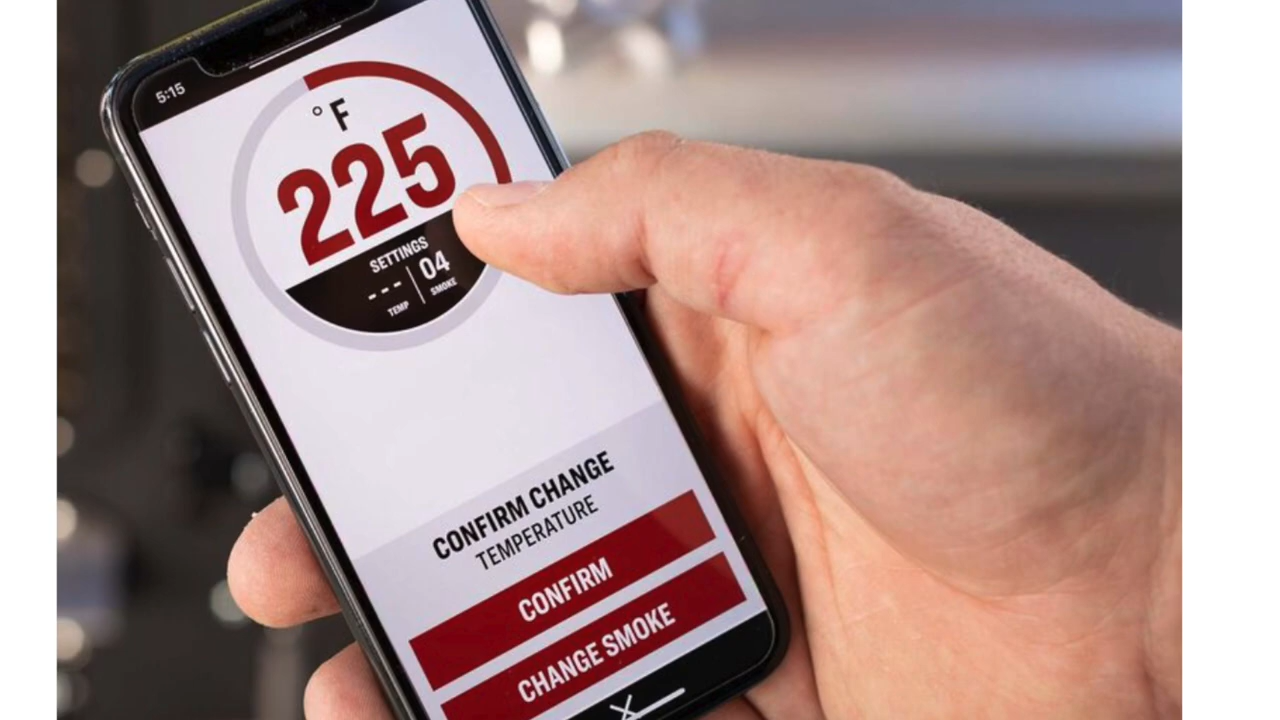 5:15
° F
225
SETTINGS
--- | 04
TEMP SMOKE
CONFIRM CHANGE
TEMPERATURE
CONFIRM
CHANGE SMOKE